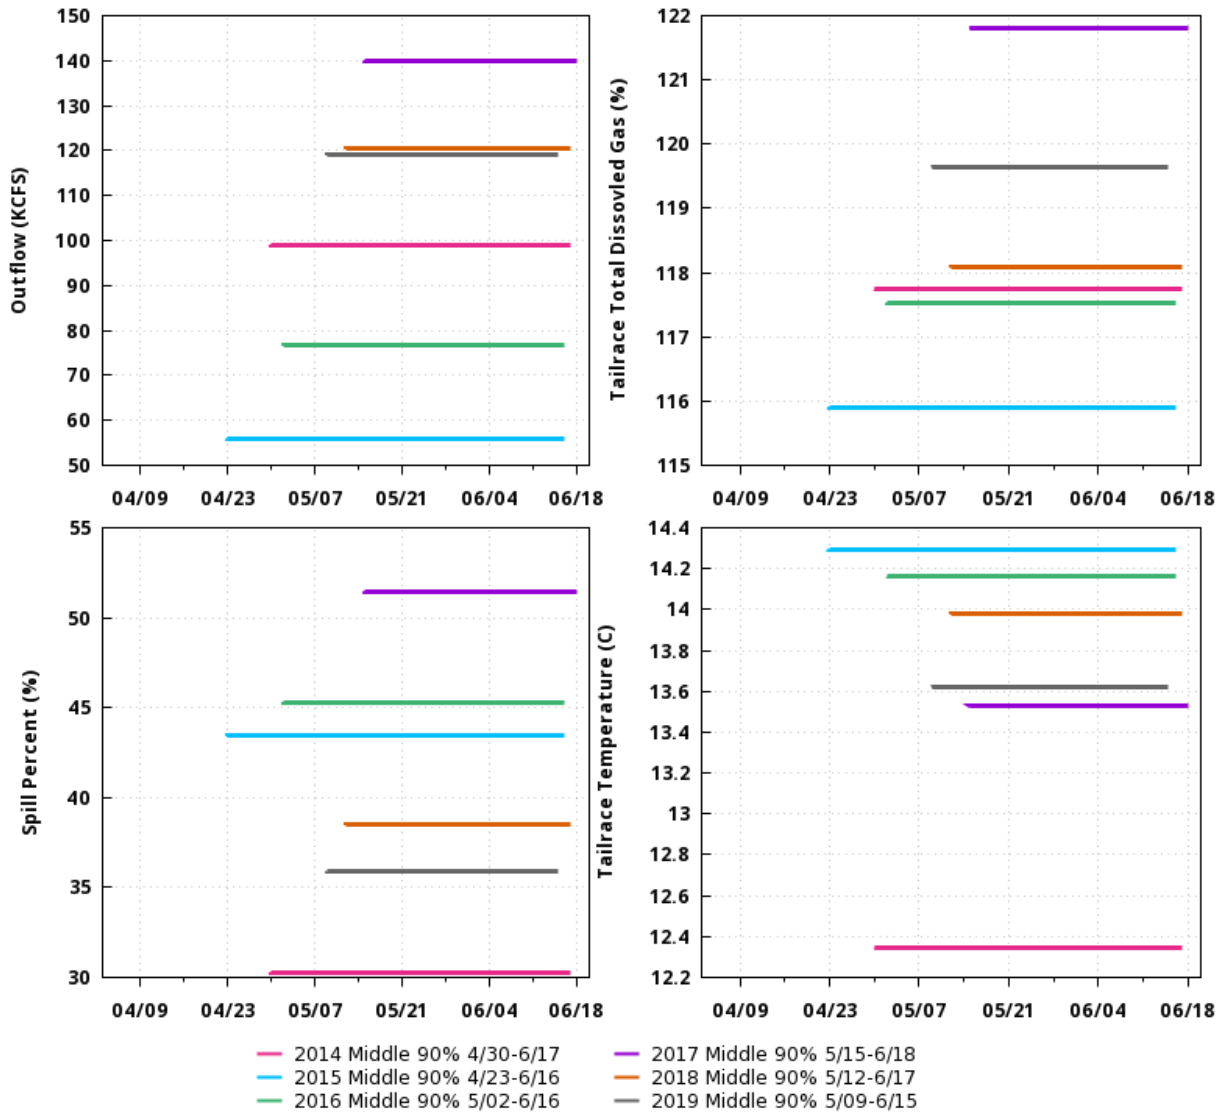 150
140
130
120
110
100
90
80
70
60
50
Outflow (KCFS)
04/09 04/23 05/07 05/21 06/04 06/18
122
121
120
119
118
117
116
115
Tailrace Total Dissovled Gas (%)
04/09 04/23 05/07 05/21 06/04 06/18
55
50
45
40
35
30
Spill Percent (%)
04/09 04/23 05/07 05/21 06/04 06/18
14.4
14.2
14
13.8
13.6
13.4
13.2
13
12.8
12.6
12.4
12.2
Tailrace Temperature (C)
04/09 04/23 05/07 05/21 06/04 06/18
2014 Middle 90% 4/30-6/17
2015 Middle 90% 4/23-6/16
2016 Middle 90% 5/02-6/16
2017 Middle 90% 5/15-6/18
2018 Middle 90% 5/12-6/17
2019 Middle 90% 5/09-6/15